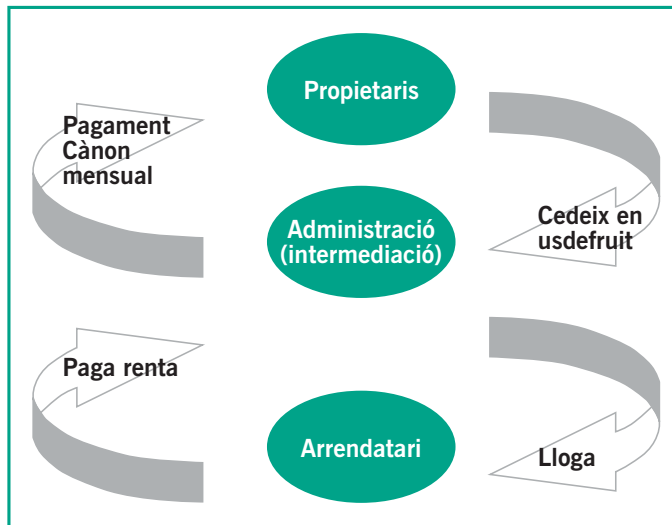 Propietaris
Pagament
Cànon
mensual
Cedeix en
usdefruit
Administració
(intermediació)
Paga renta
Arrendatari
Lloga